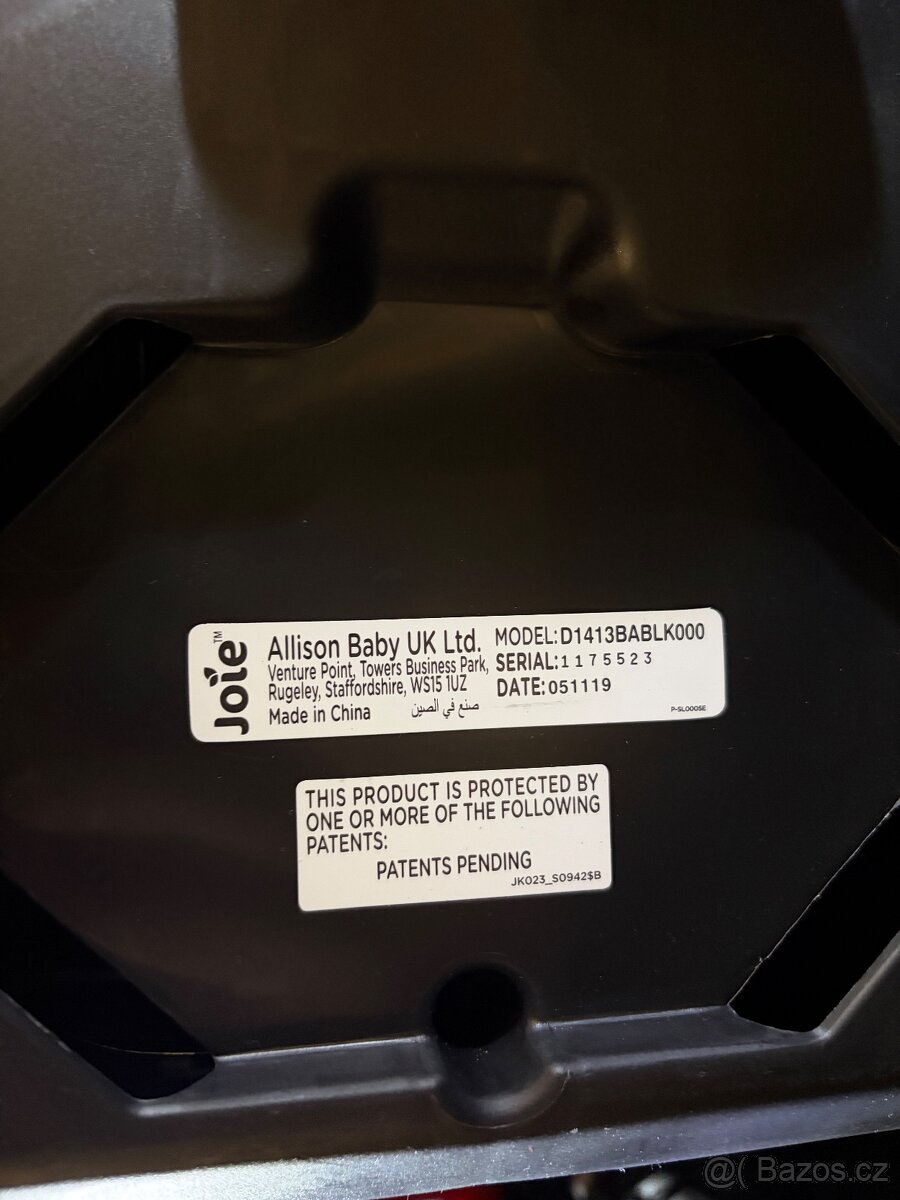 Joie™
Allison Baby UK Ltd.
Venture Point, Towers Business Park,
Rugeley, Staffordshire, WS15 1UZ
Made in China صنع في الصين
MODEL: D1413BABLK000
SERIAL: 1175523
DATE: 051119
P-SL0005E
THIS PRODUCT IS PROTECTED BY
ONE OR MORE OF THE FOLLOWING
PATENTS:
PATENTS PENDING
JK023_S0942$B
@( Bazos.cz